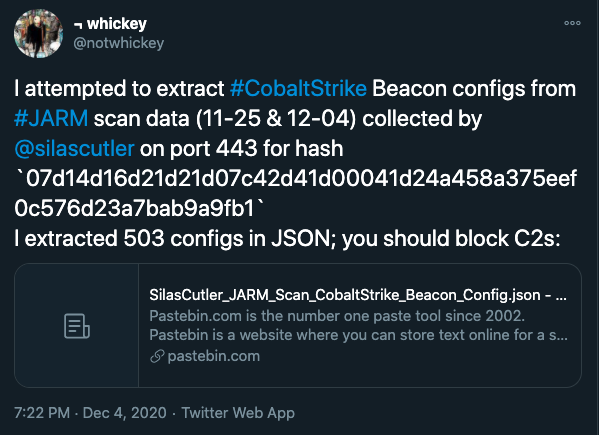 ¬ whickey
@notwhickey
I attempted to extract #CobaltStrike Beacon configs from
#JARM scan data (11-25 & 12-04) collected by
@silascutler on port 443 for hash
`07d14d16d21d21d07c42d41d00041d24a458a375eef
0c576d23a7bab9a9fb1`
I extracted 503 configs in JSON; you should block C2s:
SilasCutler_JARM_Scan_CobaltStrike_Beacon_Config.json - ...
Pastebin.com is the number one paste tool since 2002.
Pastebin is a website where you can store text online for a s...
pastebin.com
7:22 PM · Dec 4, 2020 · Twitter Web App